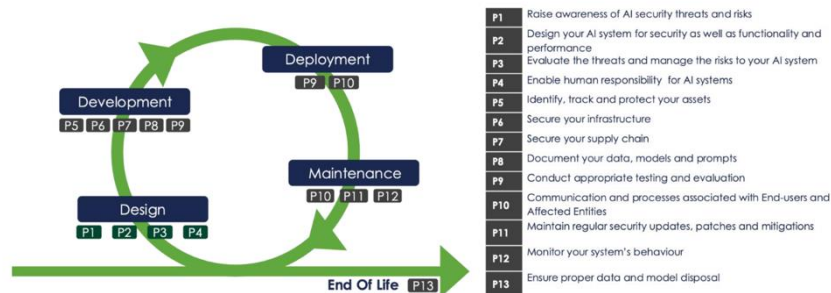 Deployment
P9 P10
Development
P5 P6 P7 P8 P9
Maintenance
P10 P11 P12
Design
P1 P2 P3 P4
End Of Life P13
P1 Raise awareness of AI security threats and risks
P2 Design your AI system for security as well as functionality and
performance
P3 Evaluate the threats and manage the risks to your AI system
P4 Enable human responsibility for AI systems
P5 Identify, track and protect your assets
P6 Secure your infrastructure
P7 Secure your supply chain
P8 Document your data, models and prompts
P9 Conduct appropriate testing and evaluation
P10 Communication and processes associated with End-users and
Affected Entities
P11 Maintain regular security updates, patches and mitigations
P12 Monitor your system's behaviour
P13 Ensure proper data and model disposal